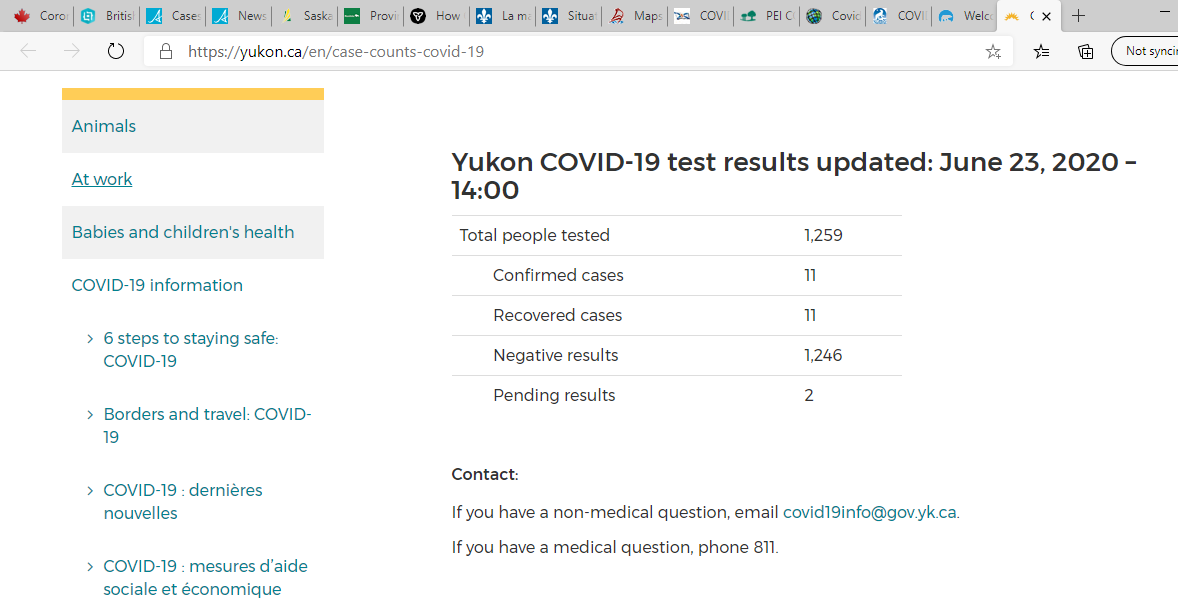 Coror
Britis
Case:
News
Saska
Provi
How
La ma
Situa
Maps
COVI
PEI C
Covid
COVI
Welc
https://yukon.ca/en/case-counts-covid-19
Not syncin
Animals
At work
Babies and children's health
COVID-19 information
6 steps to staying safe:
COVID-19
Borders and travel: COVID-
19
COVID-19 : dernières
nouvelles
COVID-19 : mesures d’aide
sociale et économique
Yukon COVID-19 test results updated: June 23, 2020 –
14:00
Total people tested 1,259
Confirmed cases 11
Recovered cases 11
Negative results 1,246
Pending results 2
Contact:
If you have a non-medical question, email covid19info@gov.yk.ca.
If you have a medical question, phone 811.